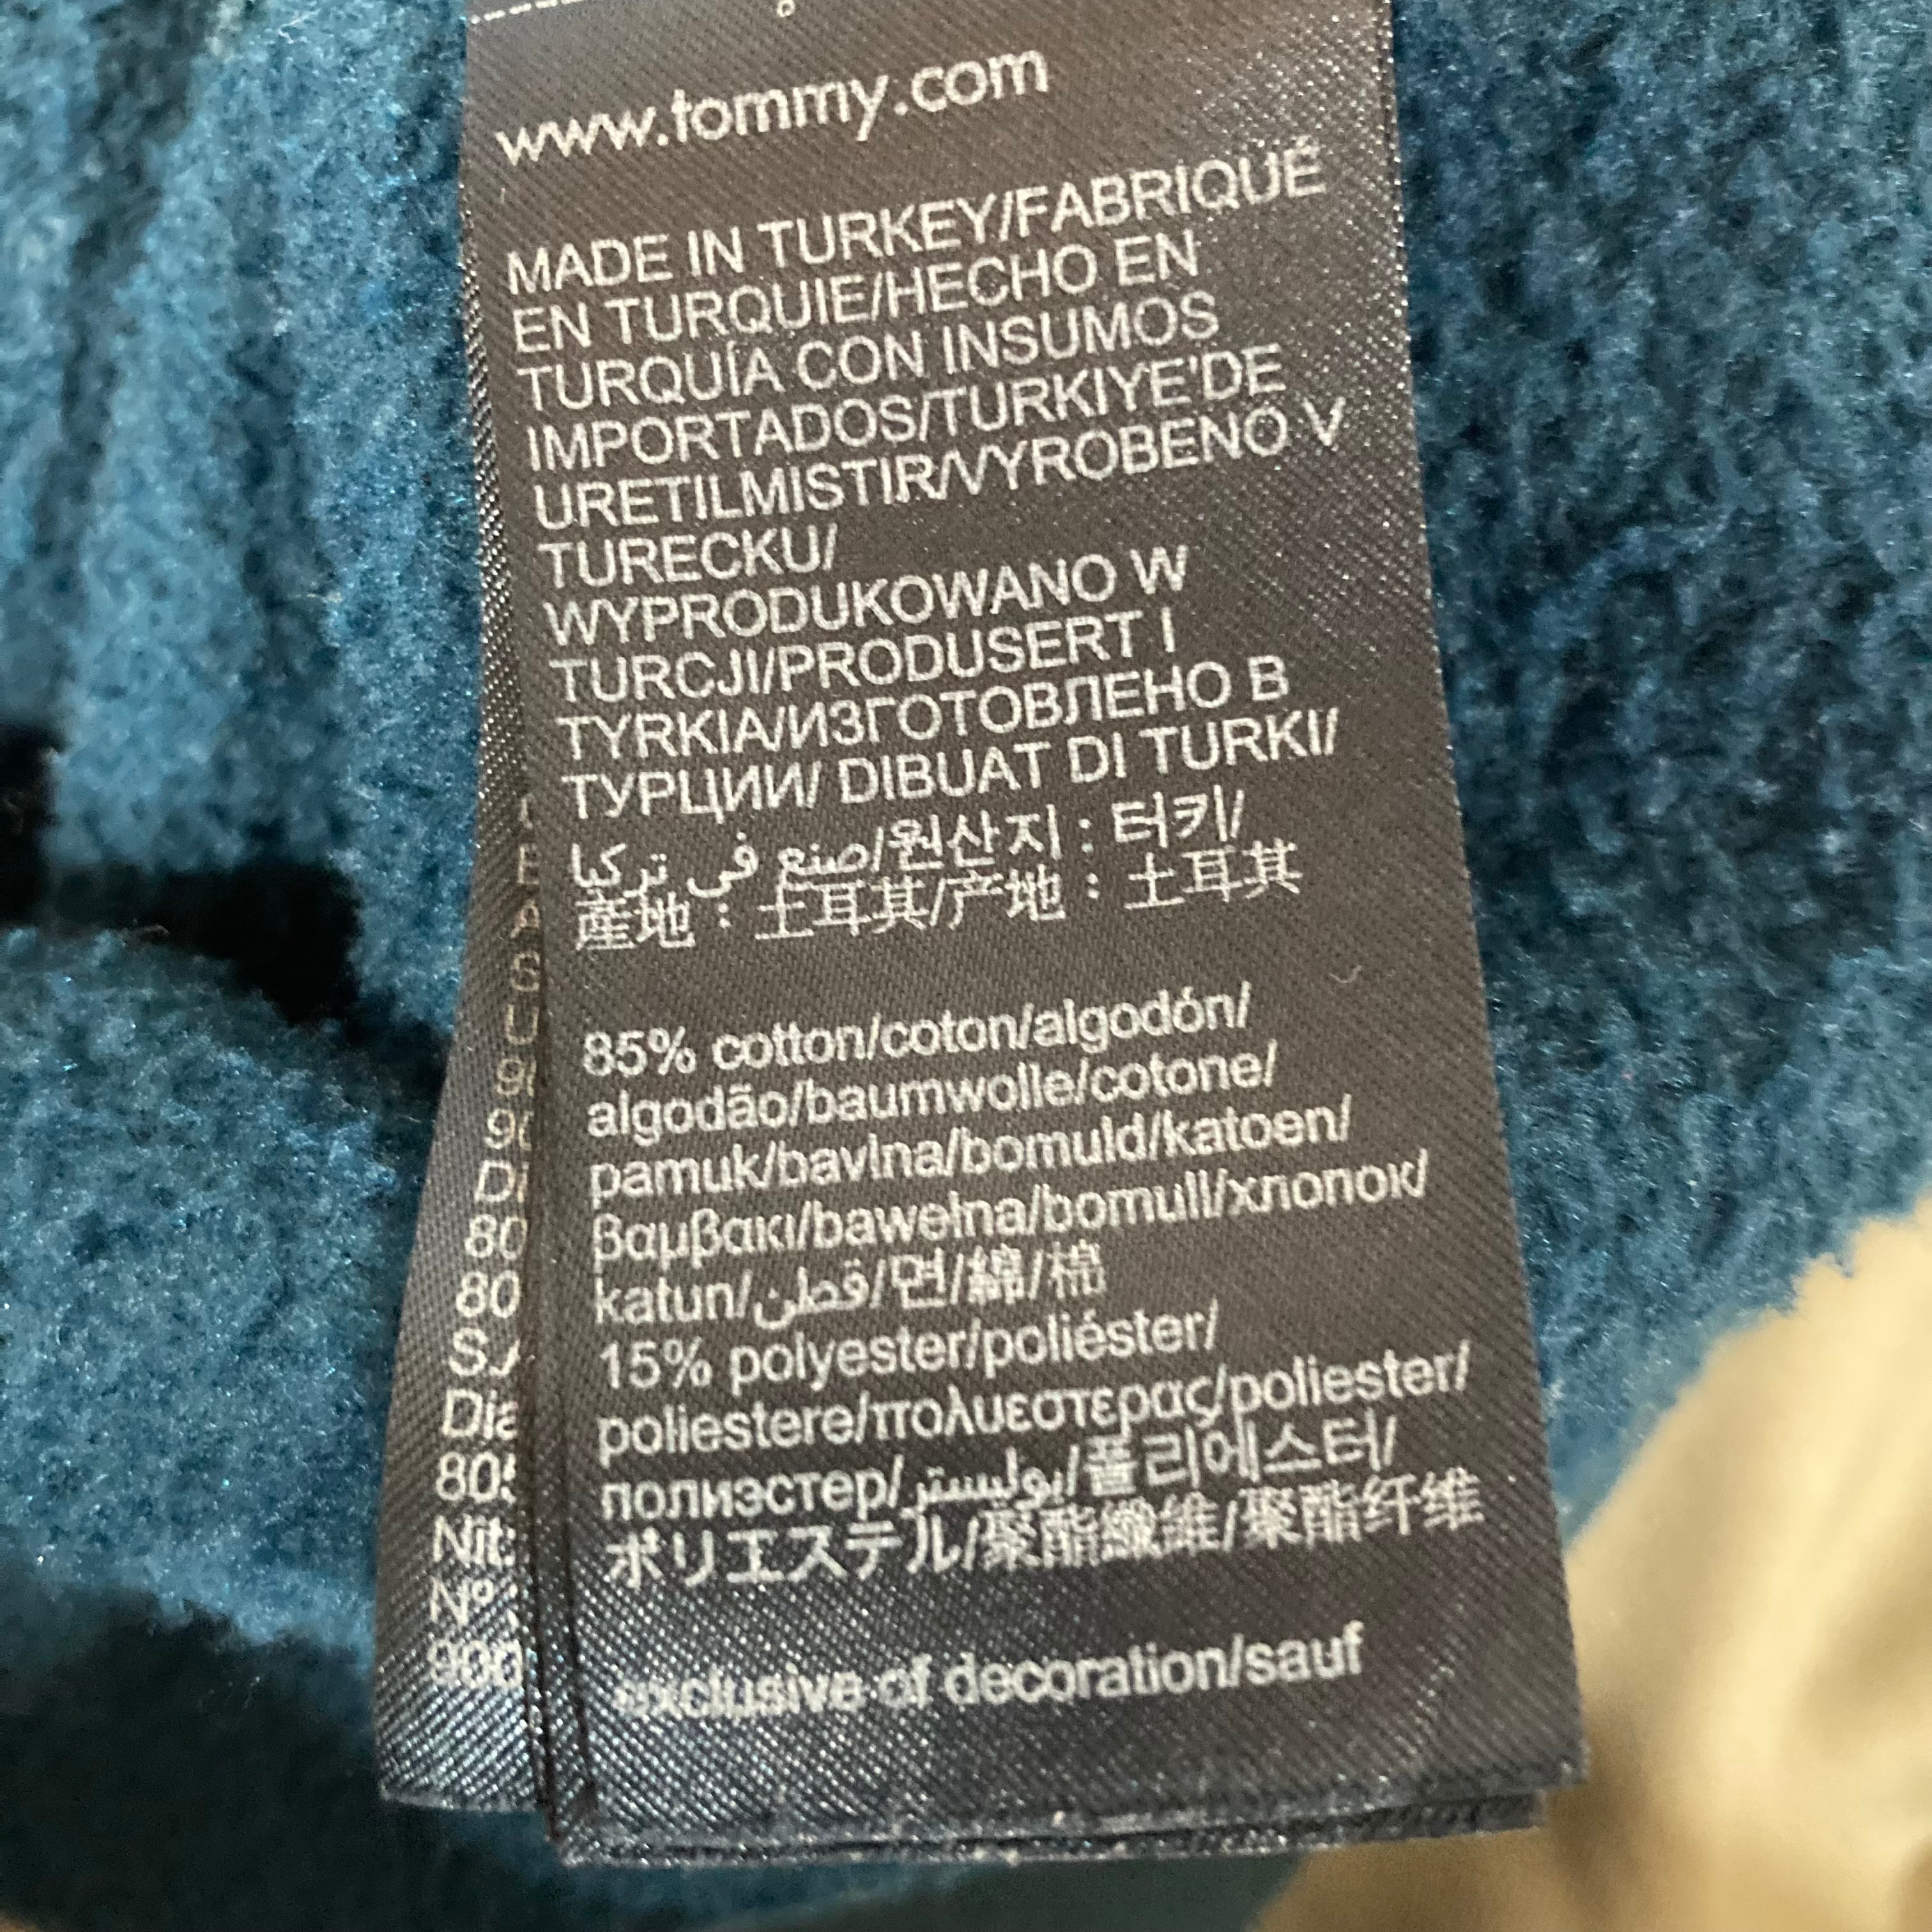 www.tommy.com
MADE IN TURKEY/FABRIQUÉ
EN TURQUIE/HECHO EN
TURQUÍA CON INSUMOS
IMPORTADOS/TURKIYE'DE
URETILMISTIR/VYROBENO V
TURECKU/
WYPRODUKOWANO W
TURCJI/PRODUSERT I
TYRKIA/ИЗГОТОВЛЕНО В
ТУРЦИИ/ DIBUAT DI TURKI/
صنع في تركيا/원산지 : 터키/
產地 : 土耳其/产地 : 土耳其
85% cotton/coton/algodón/
algodão/baumwolle/cotone/
pamuk/bavlna/bomuld/katoen/
βαμβακι/bawełna/bomull/хлопок/
katun/قطن/면/綿/棉
15% polyester/poliéster/
poliestere/πολυεστερας/poliester/
полиэстер/بوليستر/폴리에스터/
ポリエステル/聚酯纖維/聚酯纤维
exclusive of decoration/sauf